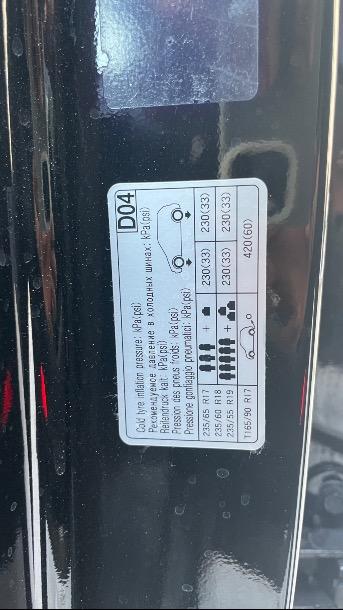 D04
Cold tyre inflation pressure: kPa(psi)
Рекомендуемое давление в холодных шинах: kPa(psi)
Reifendruck kalt: kPa(psi)
Pression des pneus froids: kPa(psi)
Pressione gonfiaggio pneumatici: kPa(psi)
235/65 R17
235/60 R18
235/55 R19
+ 230(33) 230(33)
+ 230(33) 230(33)
T165/90 R17 420(60)